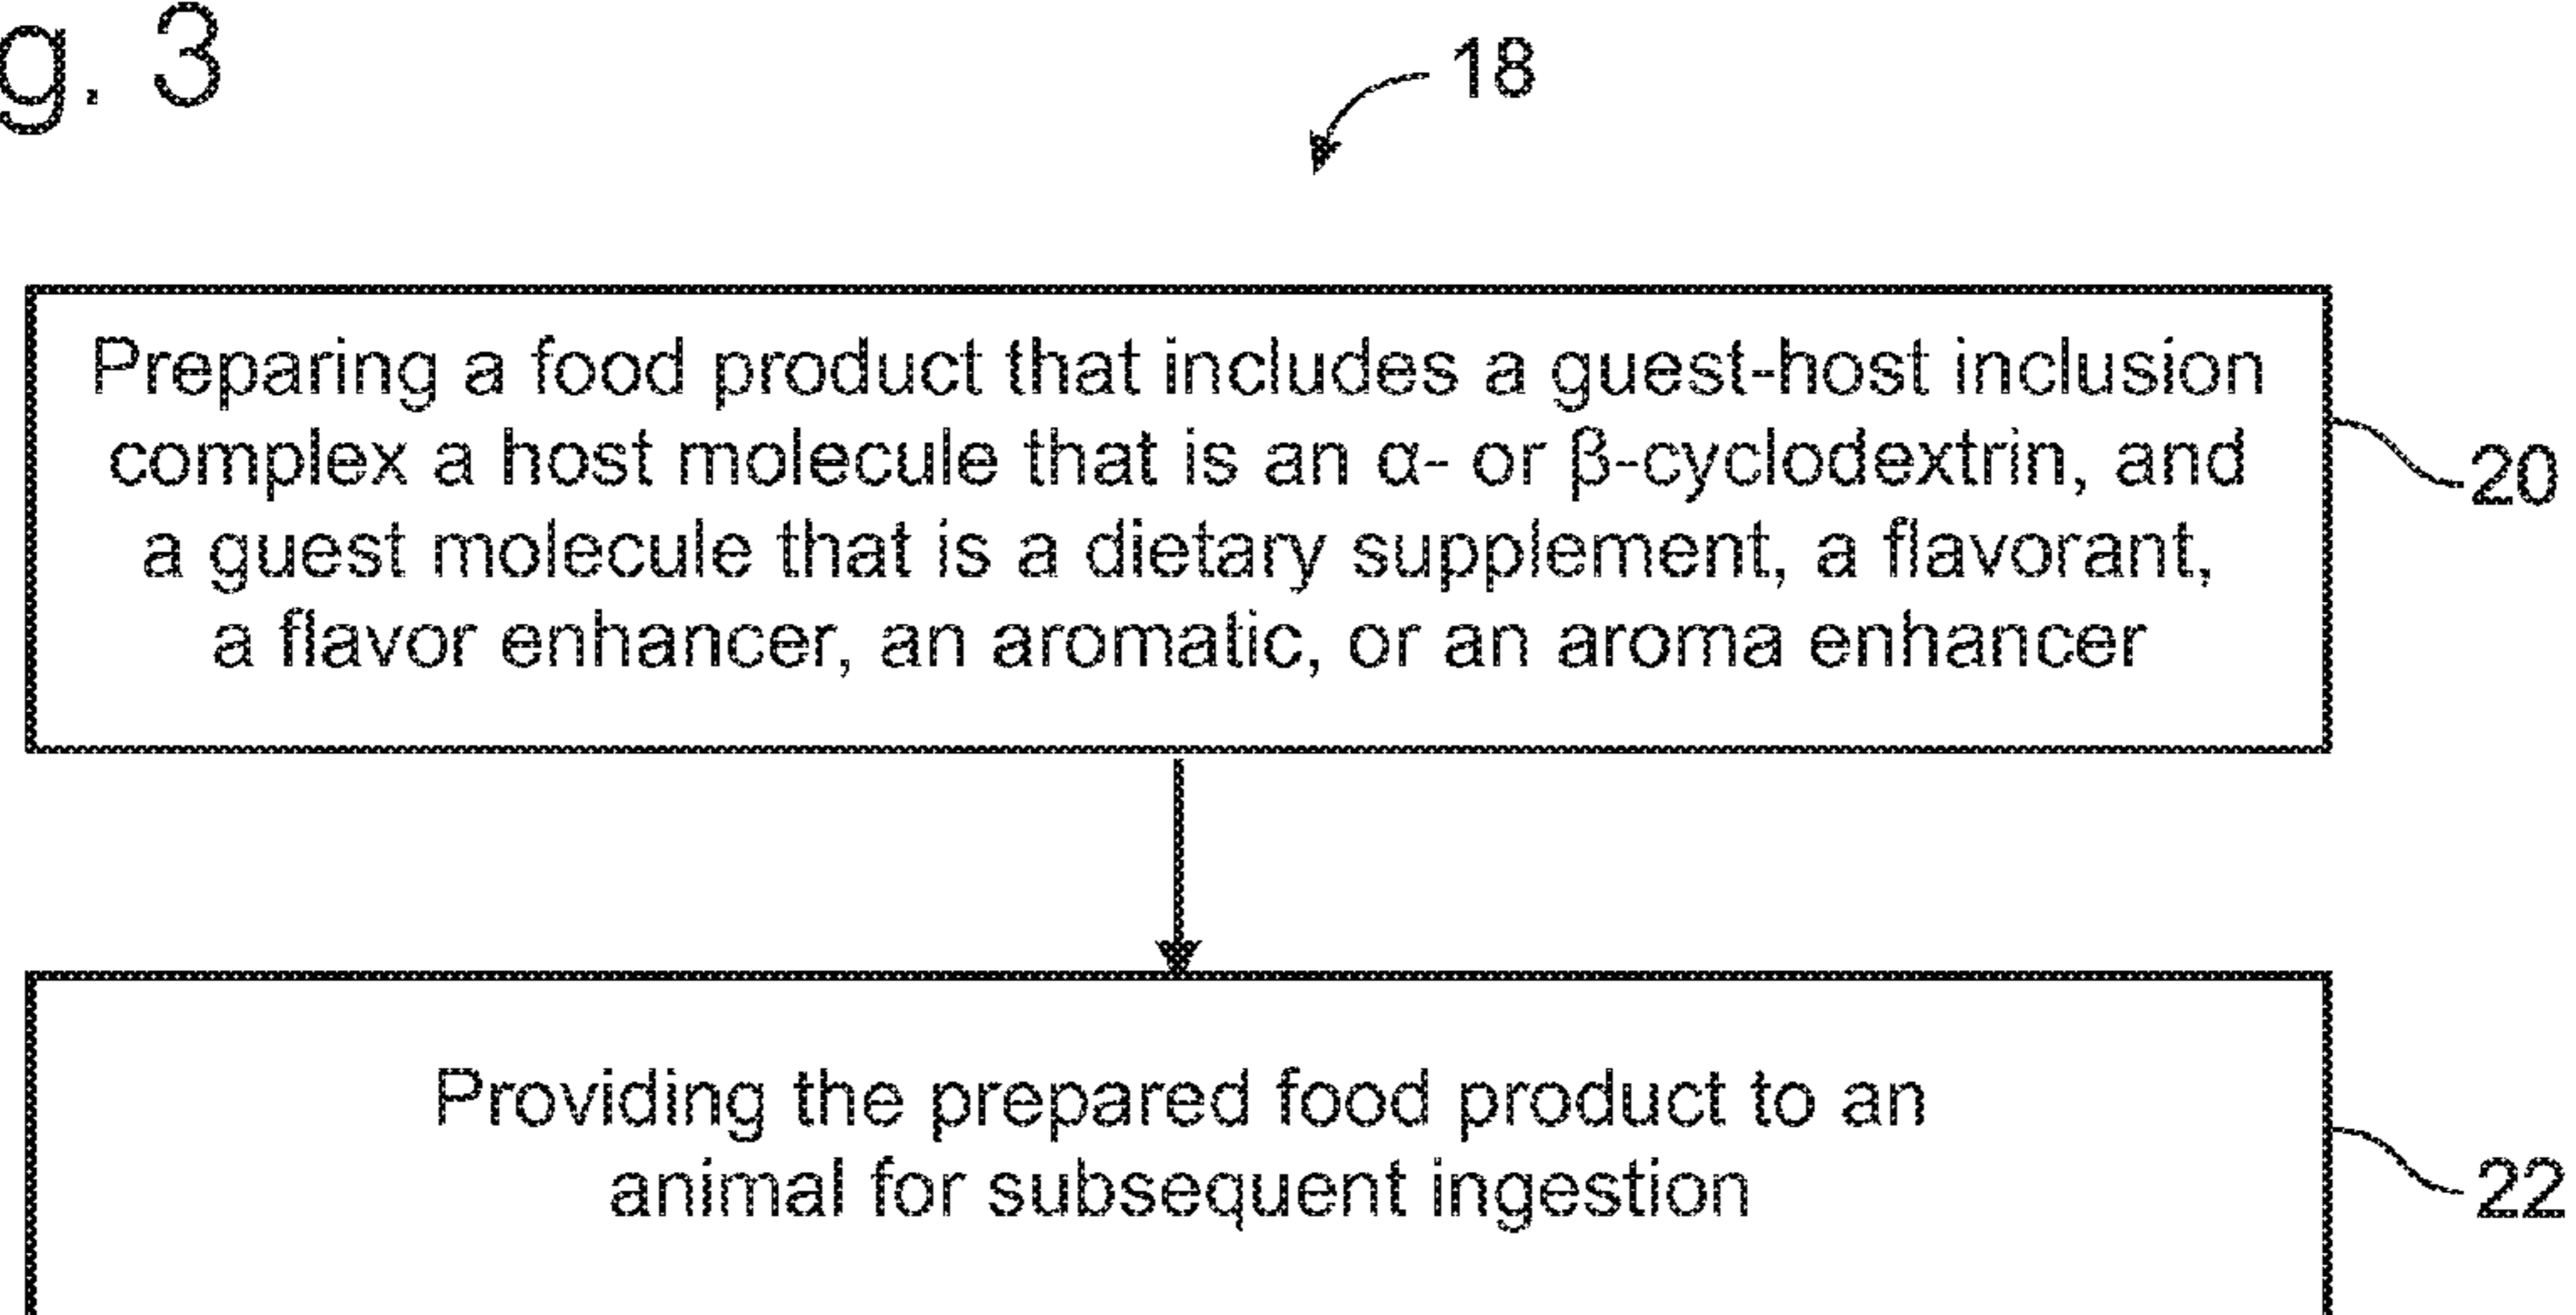 g. 3
18
Preparing a food product that includes a guest-host inclusion
complex a host molecule that is an α- or β-cyclodextrin, and
a guest molecule that is a dietary supplement, a flavorant,
a flavor enhancer, an aromatic, or an aroma enhancer
20
Providing the prepared food product to an
animal for subsequent ingestion
22